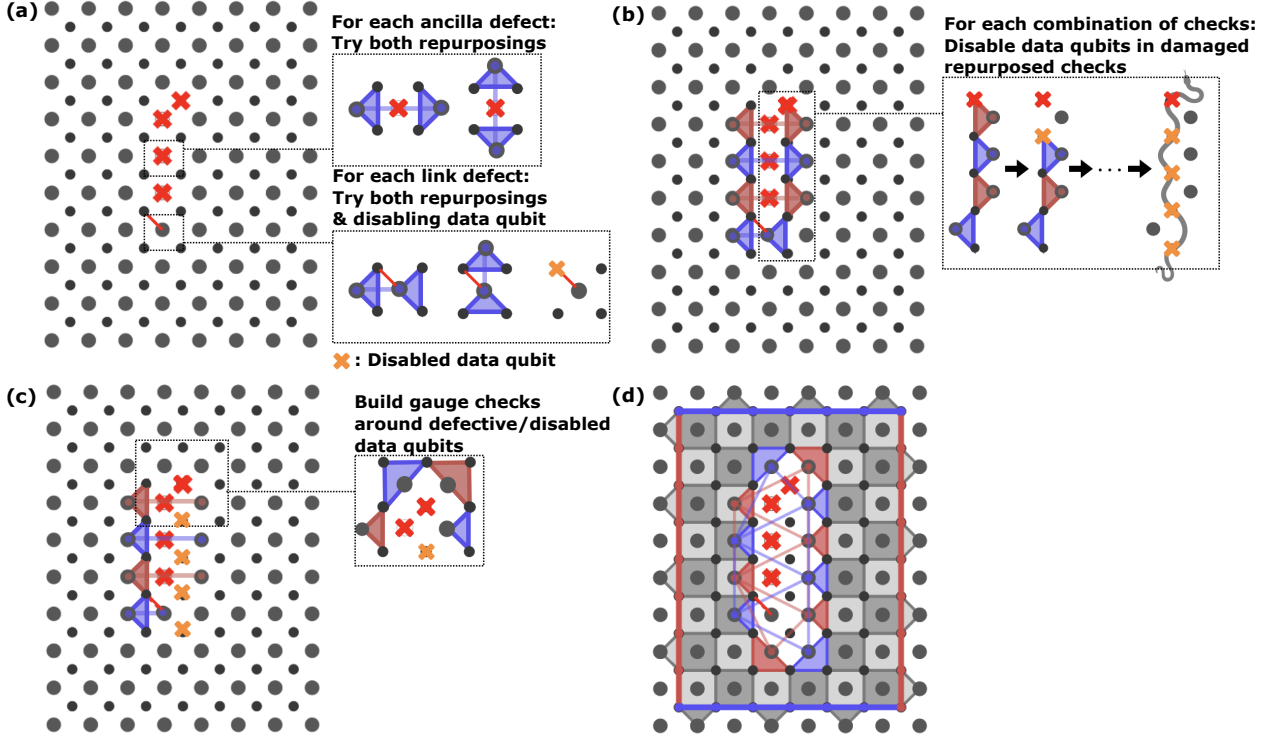 (a)
For each ancilla defect:
Try both repurposings
For each link defect:
Try both repurposings
& disabling data qubit
: Disabled data qubit
(b)
For each combination of checks:
Disable data qubits in damaged
repurposed checks
(c)
Build gauge checks
around defective/disabled
data qubits
(d)